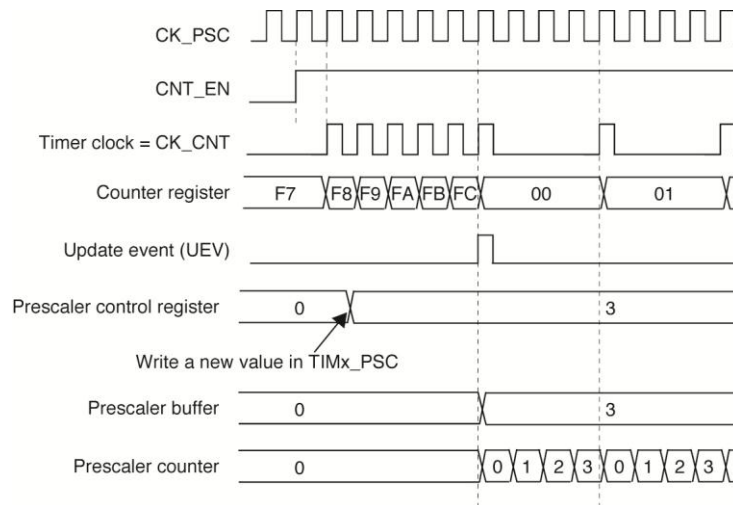 CK_PSC
CNT_EN
Timer clock = CK_CNT
Counter register F7 F8 F9 FA FB FC 00 01
Update event (UEV)
Prescaler control register 0 3
Write a new value in TIMx_PSC
Prescaler buffer 0 3
Prescaler counter 0 0 1 2 3 0 1 2 3